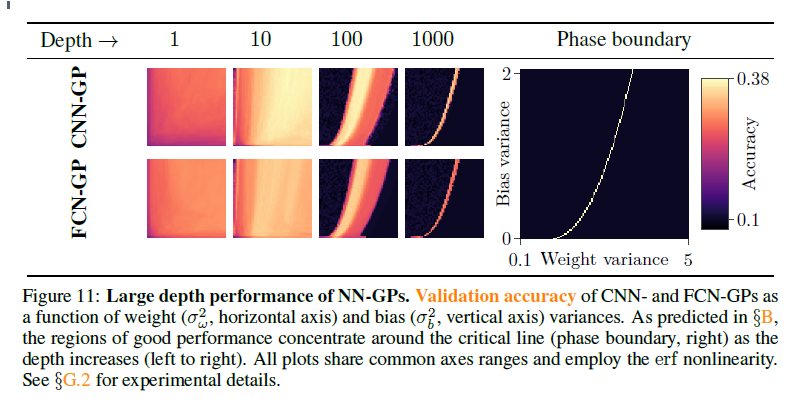 Depth → 1 10 100 1000 Phase boundary
CNN-GP
FCN-GP
2
0
Bias variance
0.1 Weight variance 5
0.38
0.1
Accuracy
Figure 11: Large depth performance of NN-GPs. Validation accuracy of CNN- and FCN-GPs as
a function of weight (σ²_ω, horizontal axis) and bias (σ²_b, vertical axis) variances. As predicted in §B,
the regions of good performance concentrate around the critical line (phase boundary, right) as the
depth increases (left to right). All plots share common axes ranges and employ the erf nonlinearity.
See §G.2 for experimental details.